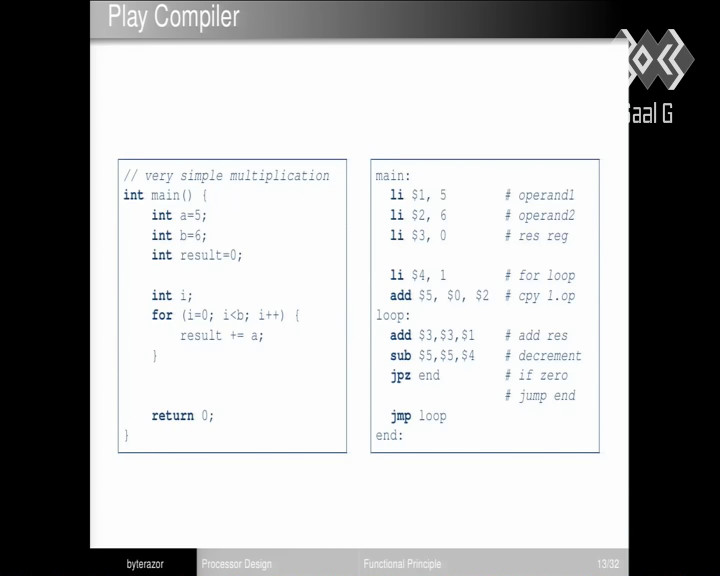 Play Compiler
aal G
// very simple multiplication
int main() {
int a=5;
int b=6;
int result=0;
int i;
for (i=0; i<b; i++) {
result += a;
}
return 0;
}
main:
li $1, 5 # operand1
li $2, 6 # operand2
li $3, 0 # res reg
li $4, 1 # for loop
add $5, $0, $2 # cpy 1.op
loop:
add $3,$3,$1 # add res
sub $5,$5,$4 # decrement
jpz end # if zero
# jump end
jmp loop
end:
byterazor Processor Design Functional Principle 13/32